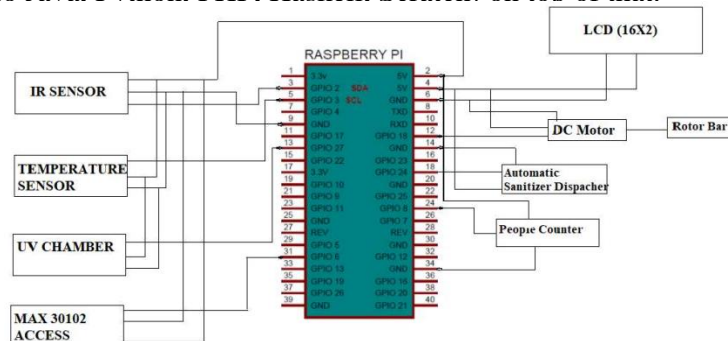 LCD (16X2)
RASPBERRY PI
IR SENSOR
TEMPERATURE
SENSOR
UV CHAMBER
MAX 30102
ACCESS
1 3.3v 5V 2
3 GPIO 2 SDA 5V 4
5 GPIO 3 SCL GND 6
7 GPIO 4 TXD 8
9 GND RXD 10
11 GPIO 17 GPIO 18 12
13 GPIO 27 GND 14
15 GPIO 22 GPIO 23 16
17 3.3V GPIO 24 18
19 GPIO 10 GND 20
21 GPIO 9 GPIO 25 22
23 GPIO 11 GPIO 8 24
25 GND GPIO 7 26
27 REV REV 28
29 GPIO 5 GND 30
31 GPIO 6 GPIO 12 32
33 GPIO 13 GND 34
35 GPIO 19 GPIO 16 36
37 GPIO 26 GPIO 20 38
39 GND GPIO 21 40
DC Motor
Rotor Bar
Automatic
Sanitizer Dispacher
People Counter